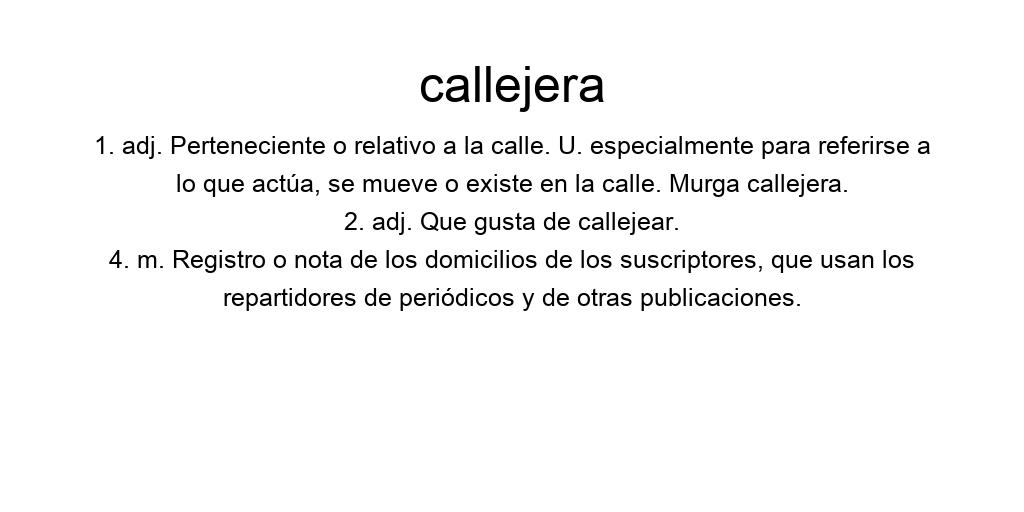 callejera
1. adj. Perteneciente o relativo a la calle. U. especialmente para referirse a
lo que actúa, se mueve o existe en la calle. Murga callejera.
2. adj. Que gusta de callejear.
4. m. Registro o nota de los domicilios de los suscriptores, que usan los
repartidores de periódicos y de otras publicaciones.